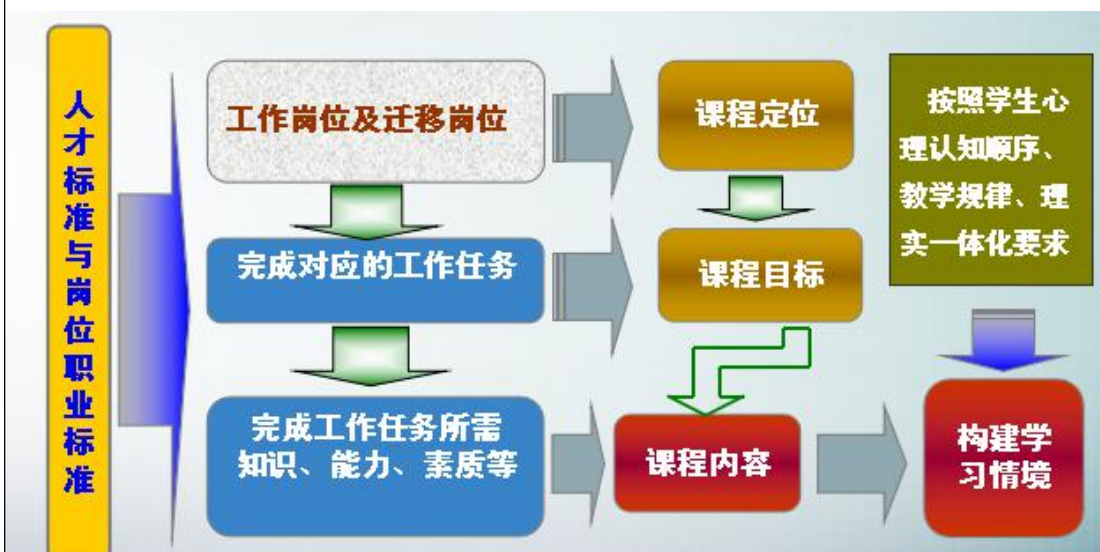 人才标准与岗位职业标准
工作岗位及迁移岗位
课程定位
按照学生心
理认知顺序、
教学规律、理
实一体化要求
完成对应的工作任务
课程目标
完成工作任务所需
知识、能力、素质等
课程内容
构建学
习情境